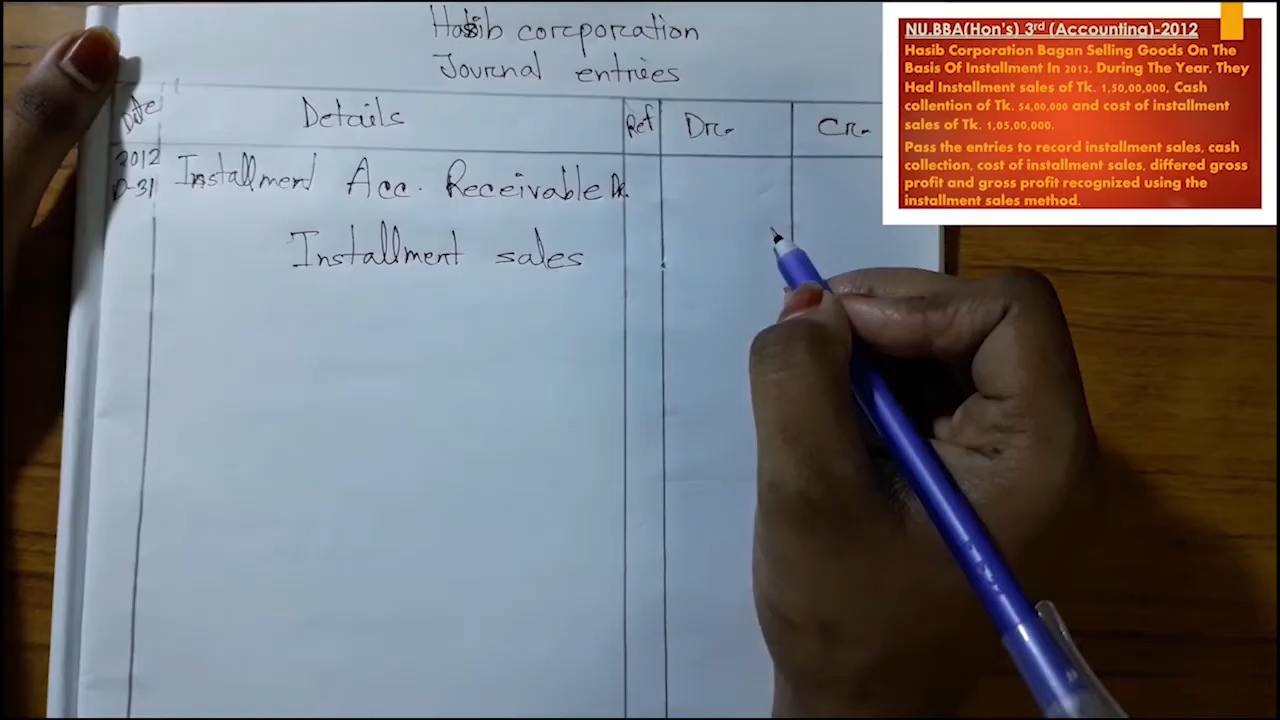 Hasib corporation
Journal entries
Date Details Ref Dr. Cr.
2012
D-31 Installment Acc. Receivable Dr.
Installment sales
NU.BBA(Hon's) 3rd (Accounting)-2012
Hasib Corporation Bagan Selling Goods On The
Basis Of Installment In 2012. During The Year. They
Had Installment sales of Tk. 1,50,00,000, Cash
collention of Tk. 54,00,000 and cost of installment
sales of Tk. 1,05,00,000.
Pass the entries to record installment sales, cash
collection, cost of installment sales, differed gross
profit and gross profit recognized using the
installment sales method.